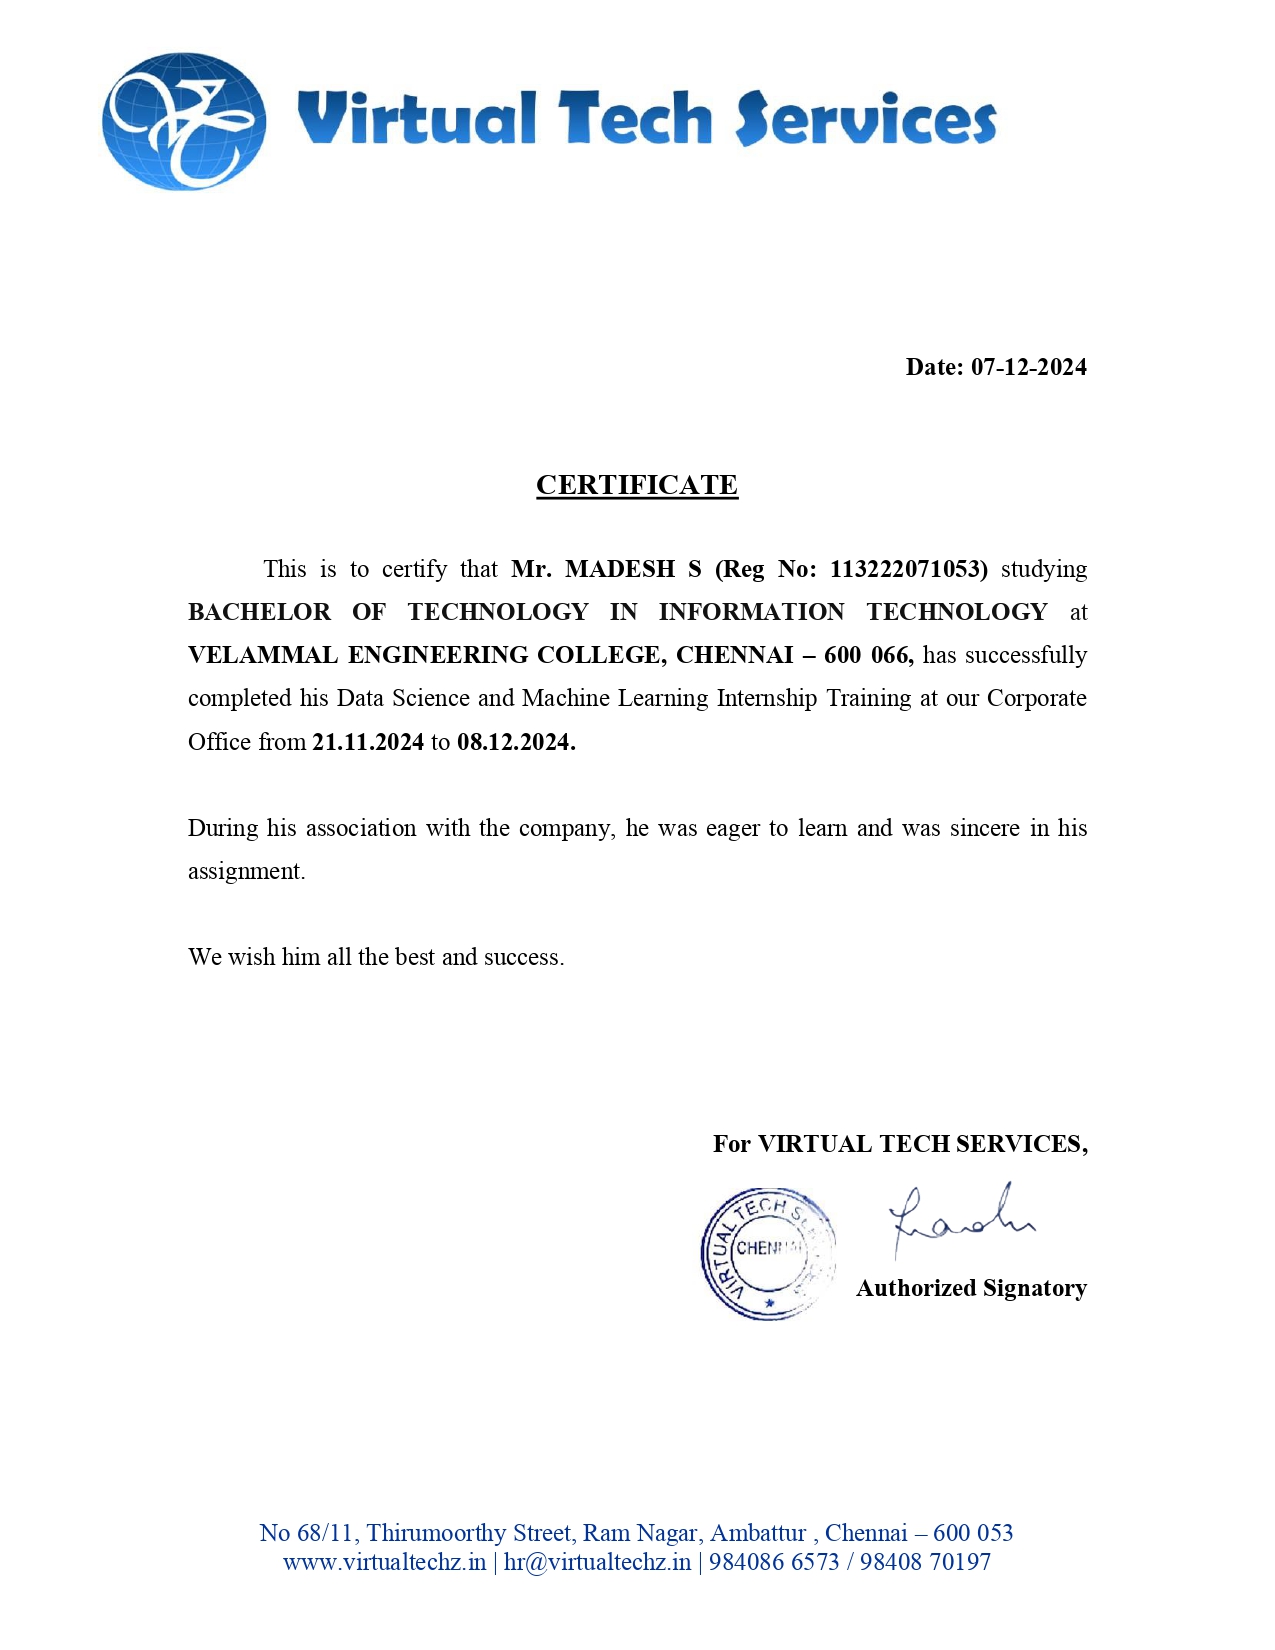 Virtual Tech Services
Date: 07-12-2024
CERTIFICATE
This is to certify that Mr. MADESH S (Reg No: 113222071053) studying
BACHELOR OF TECHNOLOGY IN INFORMATION TECHNOLOGY at
VELAMMAL ENGINEERING COLLEGE, CHENNAI – 600 066, has successfully
completed his Data Science and Machine Learning Internship Training at our Corporate
Office from 21.11.2024 to 08.12.2024.
During his association with the company, he was eager to learn and was sincere in his
assignment.
We wish him all the best and success.
For VIRTUAL TECH SERVICES,
VIRTUAL TECH
Authorized Signatory
No 68/11, Thirumoorthy Street, Ram Nagar, Ambattur , Chennai – 600 053
www.virtualtechz.in | hr@virtualtechz.in | 984086 6573 / 98408 70197